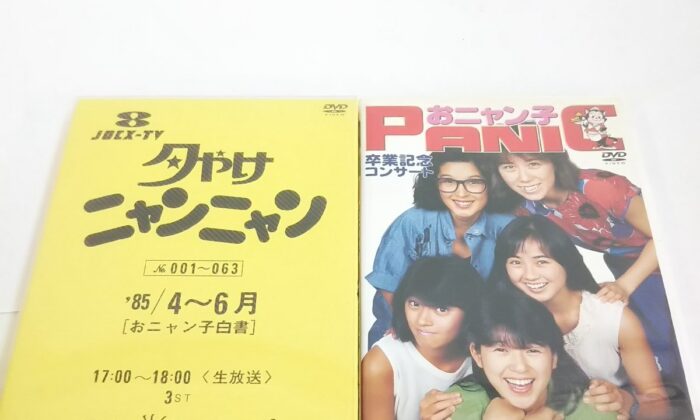 8
JOCX-TV
DVD
VIDEO
夕やけ
ニャンニャン
№ 001〜063
'85/4〜6月
[おニャン子白書]
17:00〜18:00〈生放送〉
3ST
おニャン子
PANIC
DVD
VIDEO
卒業記念
コンサート